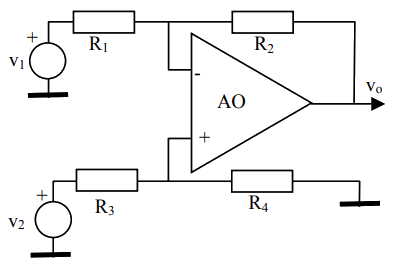 +
v1
R1
R2
-
AO
vo
+
+
v2
R3
R4